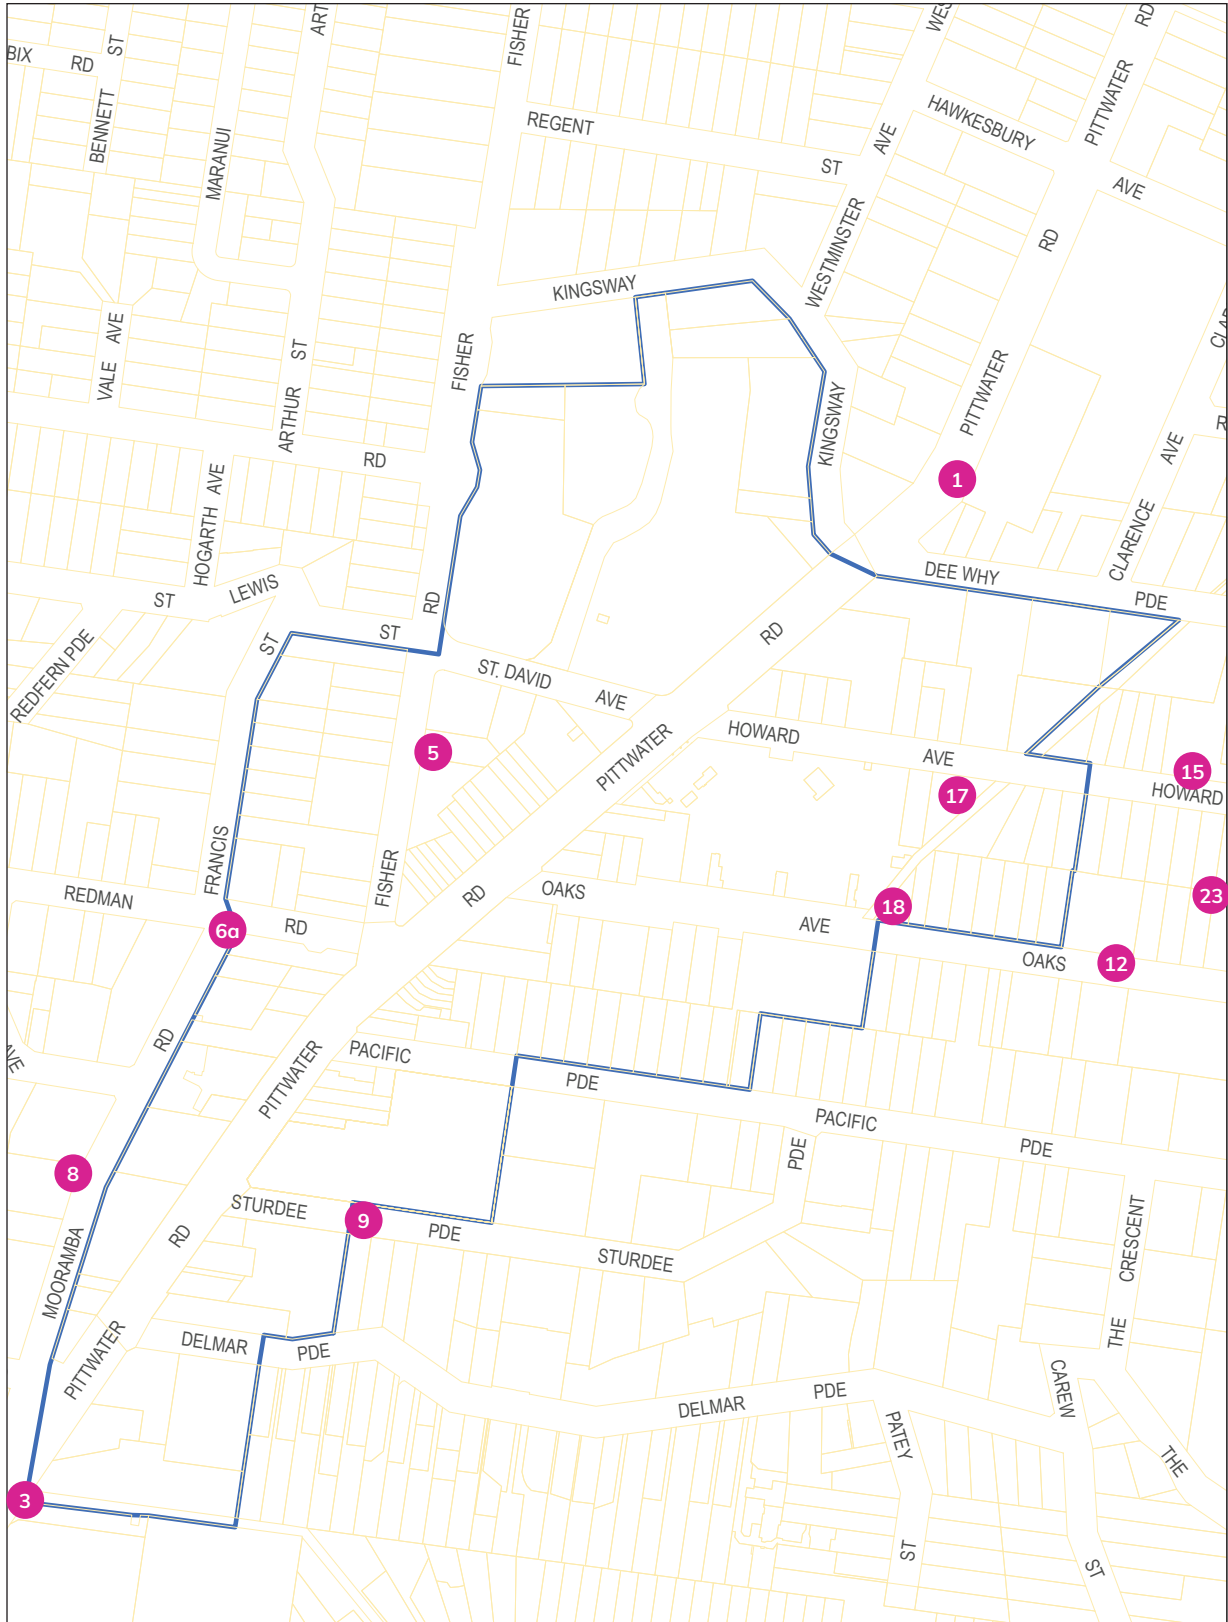 ART
FISHER
WES
RD
BIX
RD
ST
BENNETT
MARANUI
REGENT
ST
AVE
HAWKESBURY
PITTWATER
AVE
RD
WESTMINSTER
KINGSWAY
VALE AVE
ARTHUR ST
FISHER
RD
PITTWATER
KINGSWAY
CLAR
R
AVE
CLARENCE
1
HOGARTH AVE
ST
LEWIS
DEE WHY
PDE
REDFERN PDE
ST
ST
RD
ST. DAVID
AVE
RD
PITTWATER
HOWARD
AVE
5
17
15
HOWARD
FRANCIS
FISHER
REDMAN
RD
RD
OAKS
AVE
18
23
6a
OAKS
12
RD
AVE
PITTWATER
PACIFIC
PDE
PACIFIC
PDE
PDE
8
STURDEE
9
PDE
STURDEE
RD
MOORAMBA
THE CRESCENT
PITTWATER
DELMAR
PDE
DELMAR
PDE
CAREW
PATEY
THE
3
ST
ST